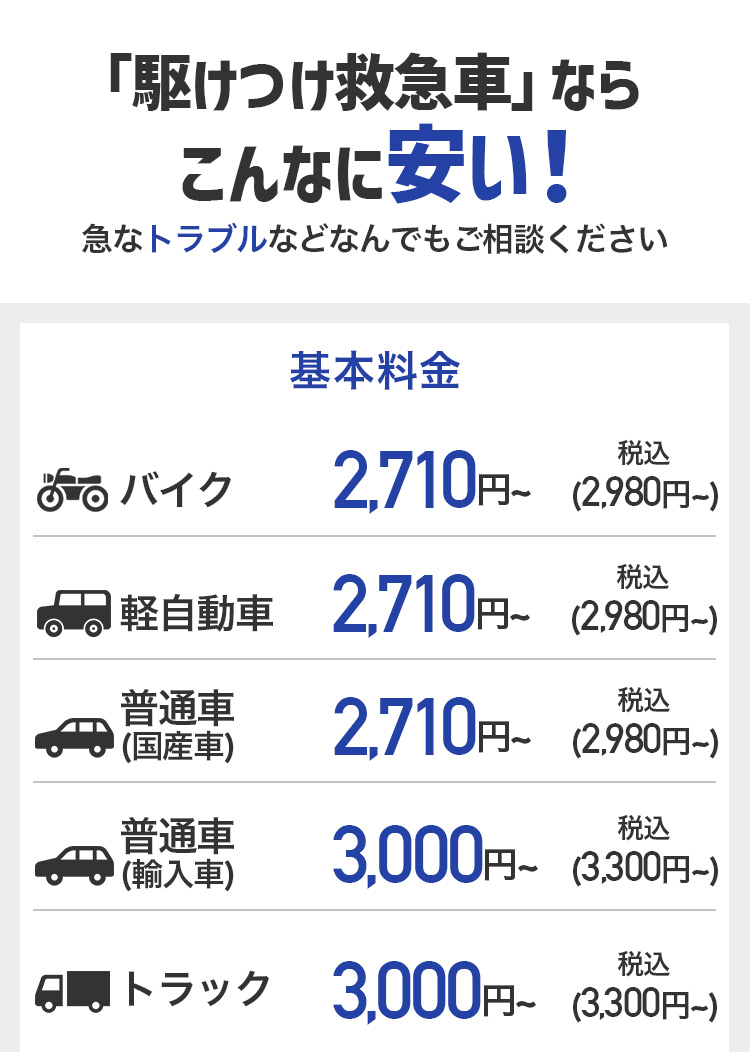 「駆けつけ救急車」なら
こんなに安い!
急なトラブルなどなんでもご相談ください
基本料金
バイク 2,710円~ 税込
(2,980円~)
軽自動車 2,710円~ 税込
(2,980円~)
普通車
(国産車) 2,710円~ 税込
(2,980円~)
普通車
(輸入車) 3,000円~ 税込
(3,300円~)
トラック 3,000円~ 税込
(3,300円~)